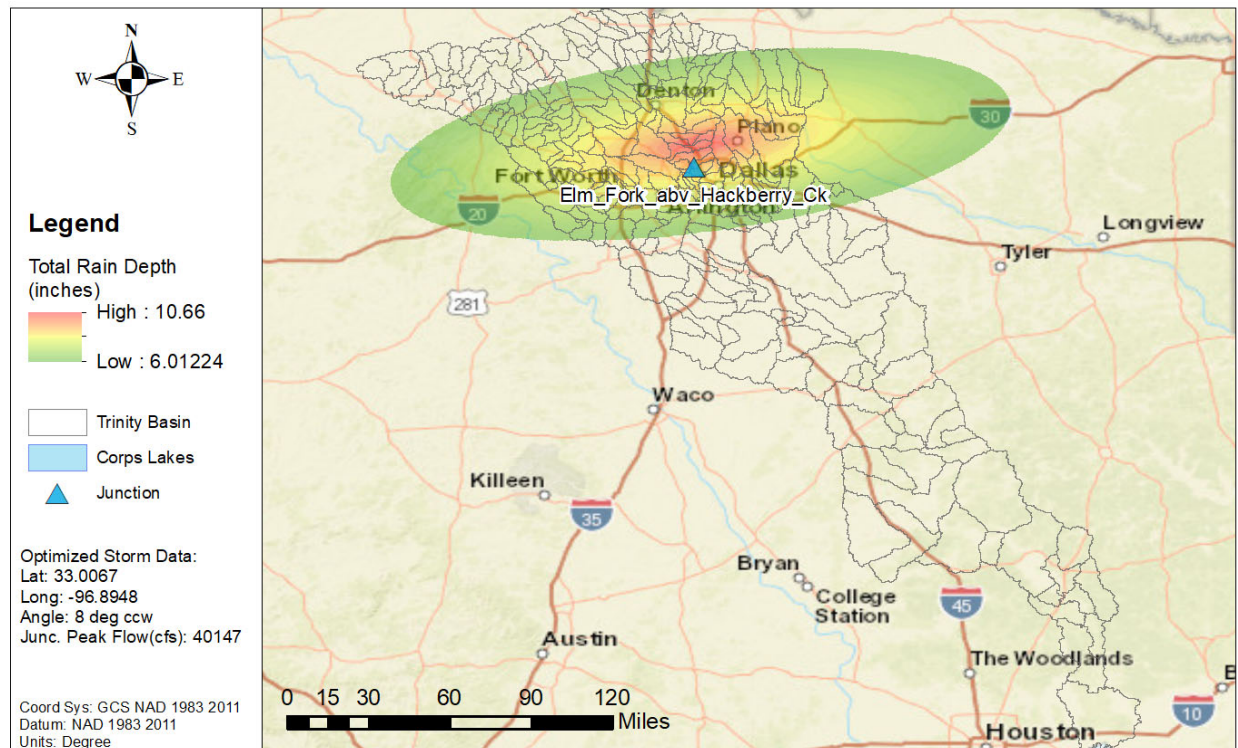 N
W E
S
Legend
Total Rain Depth
(inches)
High : 10.66
Low : 6.01224
Trinity Basin
Corps Lakes
Junction
Optimized Storm Data:
Lat: 33.0067
Long: -96.8948
Angle: 8 deg ccw
Junc. Peak Flow(cfs): 40147
Coord Sys: GCS NAD 1983 2011
Datum: NAD 1983 2011
Units: Degree
Denton
30
Plano
Dallas
Fort Worth
Elm_Fork_abv_Hackberry_Ck
Arlington
20
Longview
Tyler
281
Waco
Killeen
35
Bryan
College
Station
45
Austin
The Woodlands
B
10
Houston
0 15 30 60 90 120
Miles